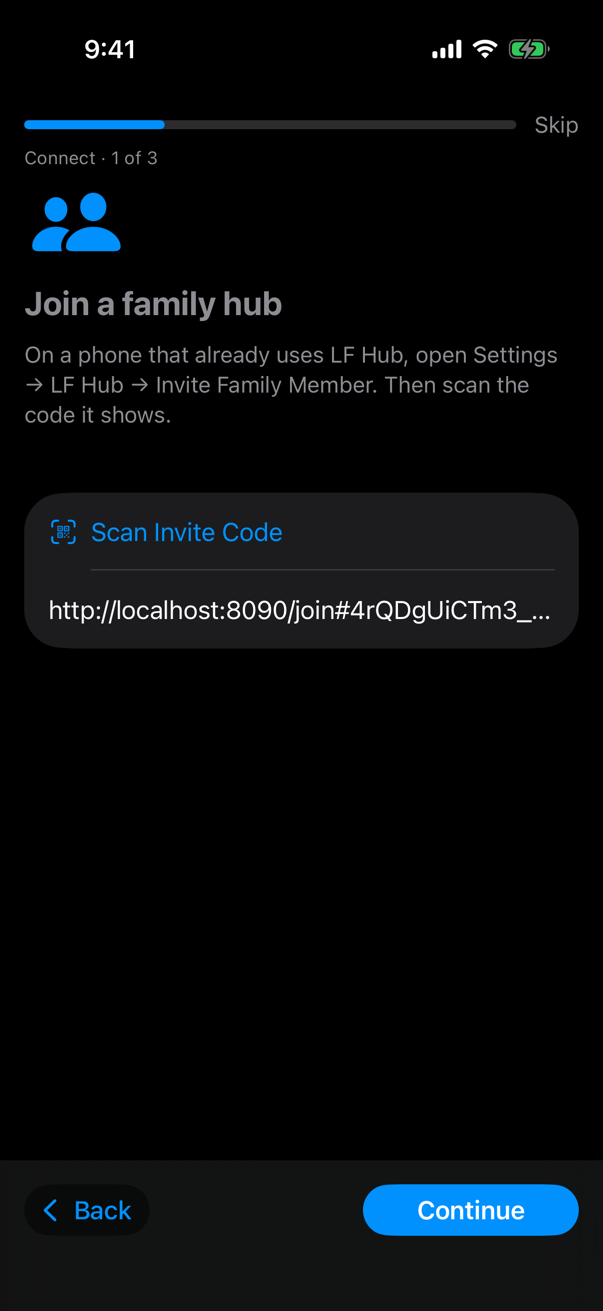 9:41
Skip
Connect · 1 of 3
Join a family hub
On a phone that already uses LF Hub, open Settings
→ LF Hub → Invite Family Member. Then scan the
code it shows.
Scan Invite Code
http://localhost:8090/join#4rQDgUiCTm3_...
Back
Continue